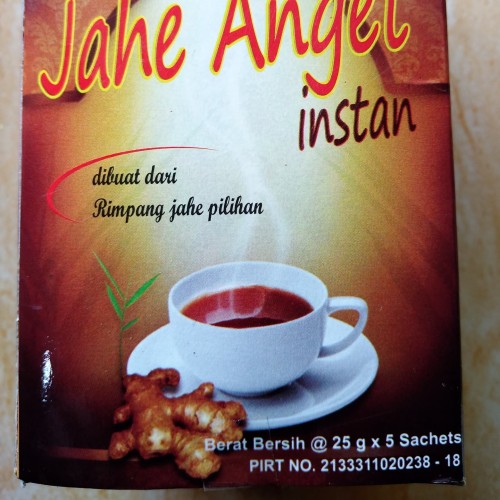 Jahe Angel
instan
dibuat dari
Rimpang jahe pilihan
Berat Bersih @ 25 g x 5 Sachets
PIRT NO. 2133311020238 - 18